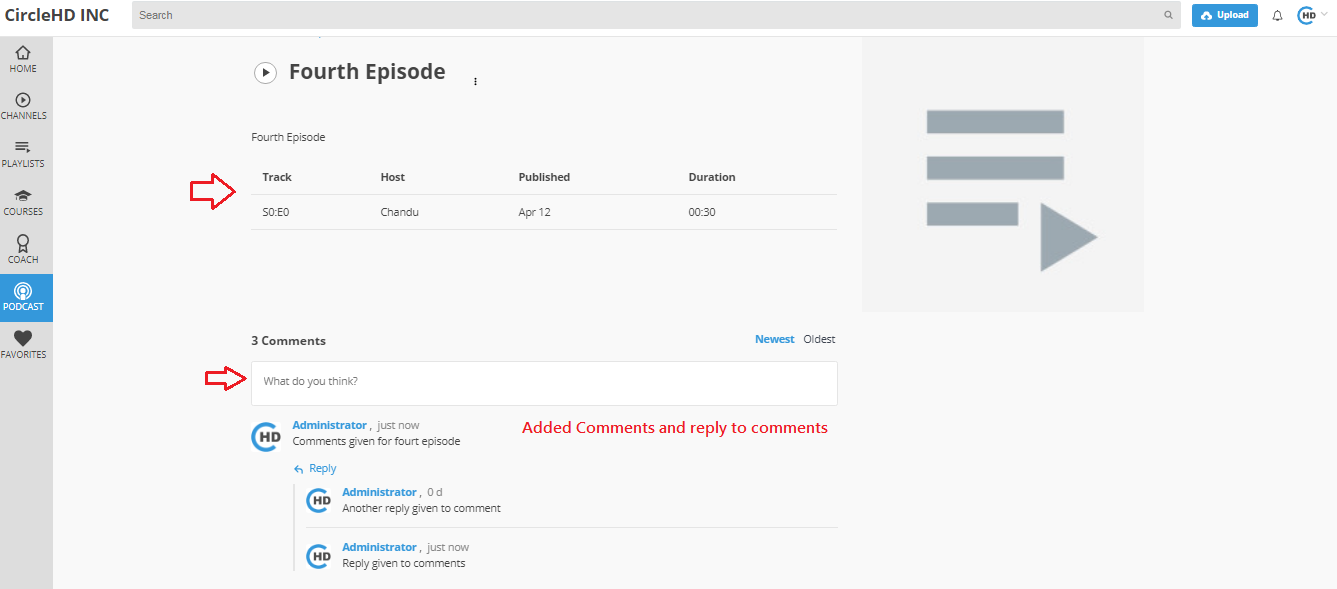 CircleHD INC
Search
Upload
HD
HOME
CHANNELS
PLAYLISTS
COURSES
COACH
PODCAST
FAVORITES
Fourth Episode
Fourth Episode
Track Host Published Duration
S0:E0 Chandu Apr 12 00:30
3 Comments Newest Oldest
What do you think?
Added Comments and reply to comments
HD
Administrator , just now
Comments given for fourt episode
Reply
HD
Administrator , 0 d
Another reply given to comment
HD
Administrator , just now
Reply given to comments